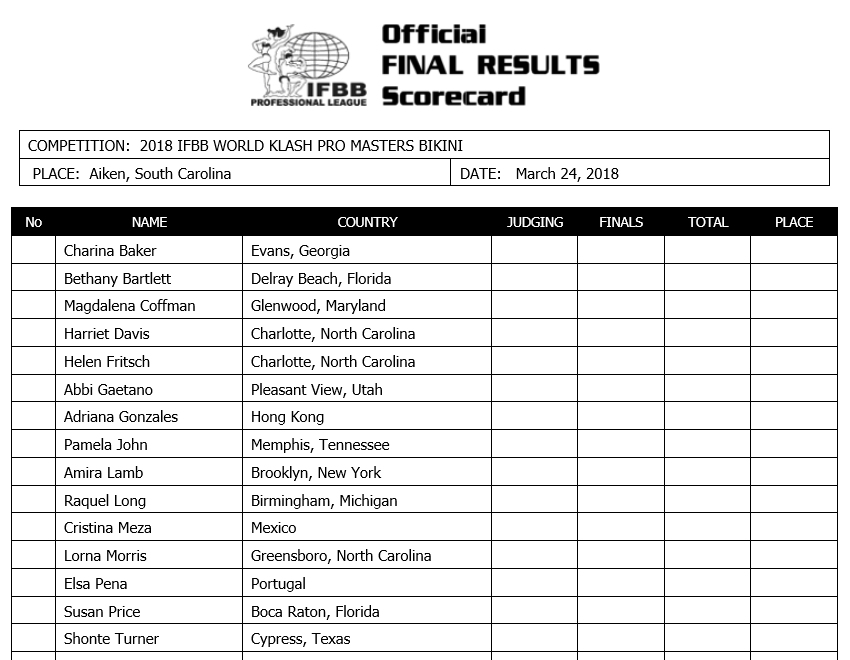 Official
FINAL RESULTS
Scorecard
IFBB
PROFESSIONAL LEAGUE
COMPETITION: 2018 IFBB WORLD KLASH PRO MASTERS BIKINI
PLACE: Aiken, South Carolina DATE: March 24, 2018
No NAME COUNTRY JUDGING FINALS TOTAL PLACE
Charina Baker Evans, Georgia
Bethany Bartlett Delray Beach, Florida
Magdalena Coffman Glenwood, Maryland
Harriet Davis Charlotte, North Carolina
Helen Fritsch Charlotte, North Carolina
Abbi Gaetano Pleasant View, Utah
Adriana Gonzales Hong Kong
Pamela John Memphis, Tennessee
Amira Lamb Brooklyn, New York
Raquel Long Birmingham, Michigan
Cristina Meza Mexico
Lorna Morris Greensboro, North Carolina
Elsa Pena Portugal
Susan Price Boca Raton, Florida
Shonte Turner Cypress, Texas